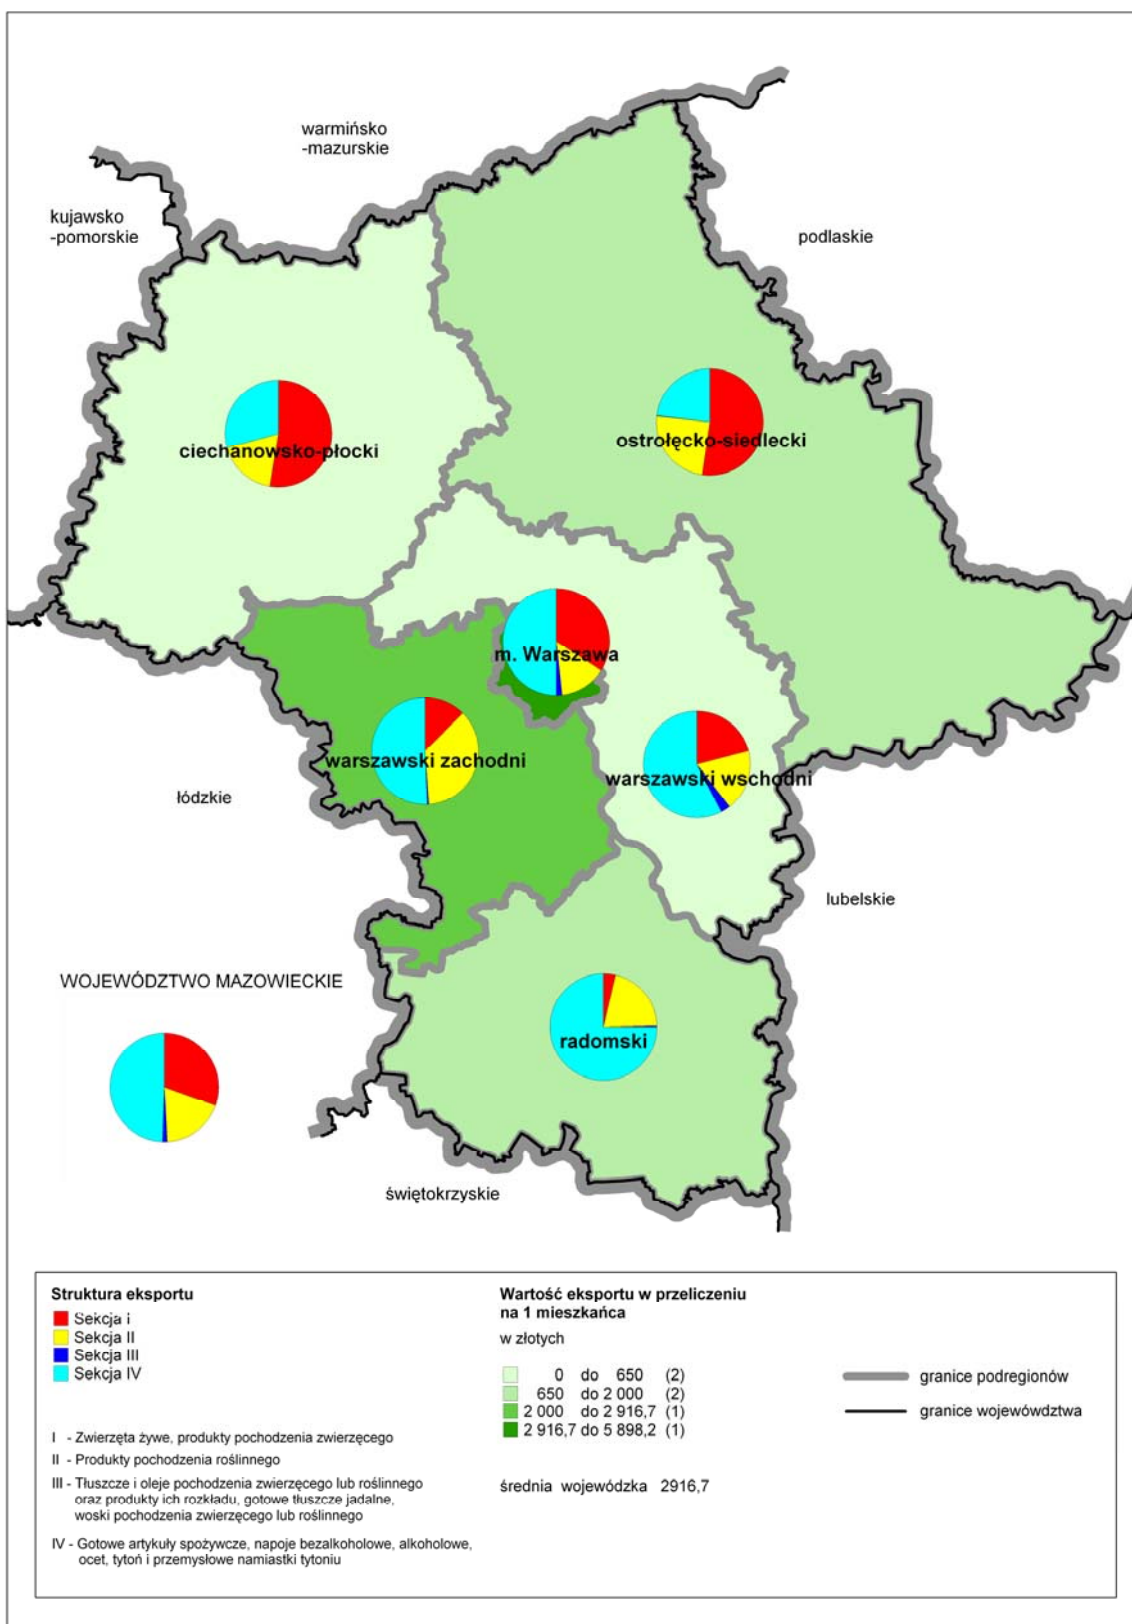 warmińsko
-mazurskie
kujawsko
-pomorskie
podlaskie
ciechanowsko-płocki
ostrołęcko-siedlecki
m. Warszawa
warszawski zachodni
warszawski wschodni
łódzkie
lubelskie
WOJEWÓDZTWO MAZOWIECKIE
radomski
świętokrzyskie
Struktura eksportu
Sekcja I
Sekcja II
Sekcja III
Sekcja IV
I - Zwierzęta żywe, produkty pochodzenia zwierzęcego
II - Produkty pochodzenia roślinnego
III - Tłuszcze i oleje pochodzenia zwierzęcego lub roślinnego
oraz produkty ich rozkładu, gotowe tłuszcze jadalne,
woski pochodzenia zwierzęcego lub roślinnego
IV - Gotowe artykuły spożywcze, napoje bezalkoholowe, alkoholowe,
ocet, tytoń i przemysłowe namiastki tytoniu
Wartość eksportu w przeliczeniu
na 1 mieszkańca
w złotych
0 do 650 (2)
650 do 2 000 (2)
2 000 do 2 916,7 (1)
2 916,7 do 5 898,2 (1)
średnia wojewódzka 2916,7
granice podregionów
granice wojewówdztwa